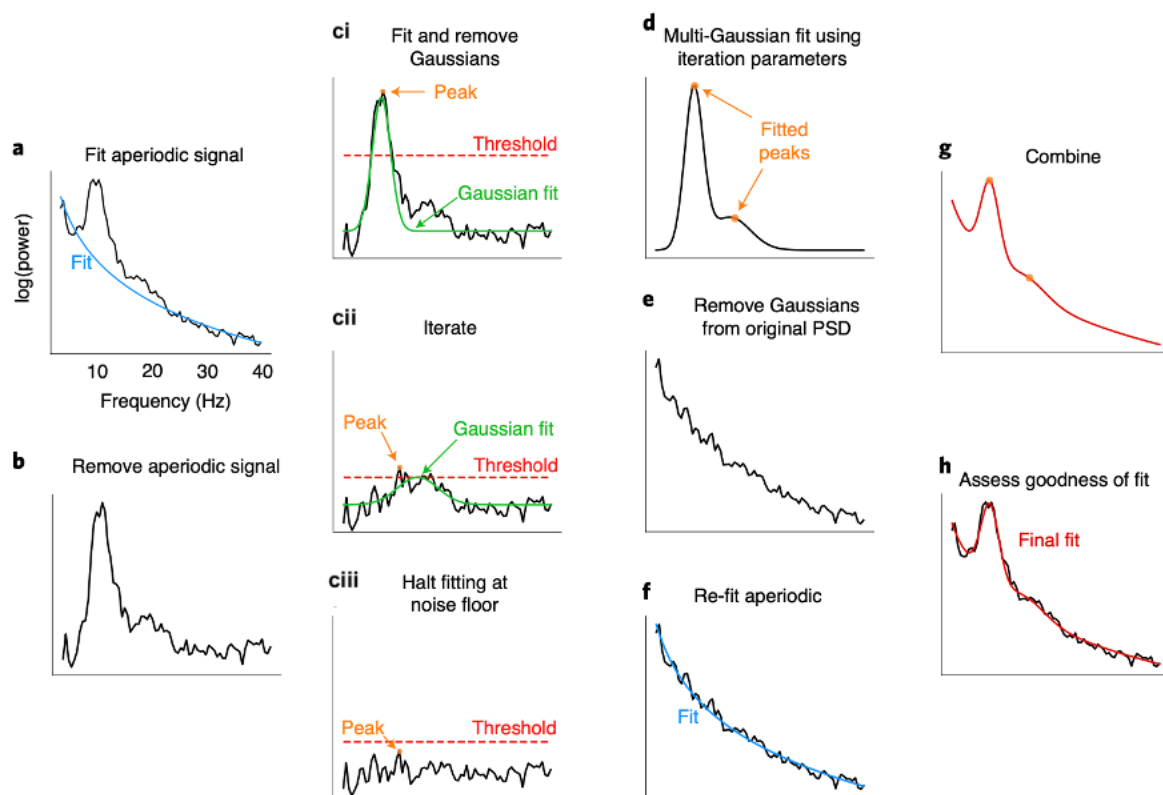 a
Fit aperiodic signal
log(power)
Fit
10 20 30 40
Frequency (Hz)
b
Remove aperiodic signal
ci
Fit and remove
Gaussians
Peak
Threshold
Gaussian fit
cii
Iterate
Peak
Gaussian fit
Threshold
ciii
Halt fitting at
noise floor
Threshold
Peak
d
Multi-Gaussian fit using
iteration parameters
Fitted
peaks
e
Remove Gaussians
from original PSD
f
Re-fit aperiodic
Fit
g
Combine
h
Assess goodness of fit
Final fit